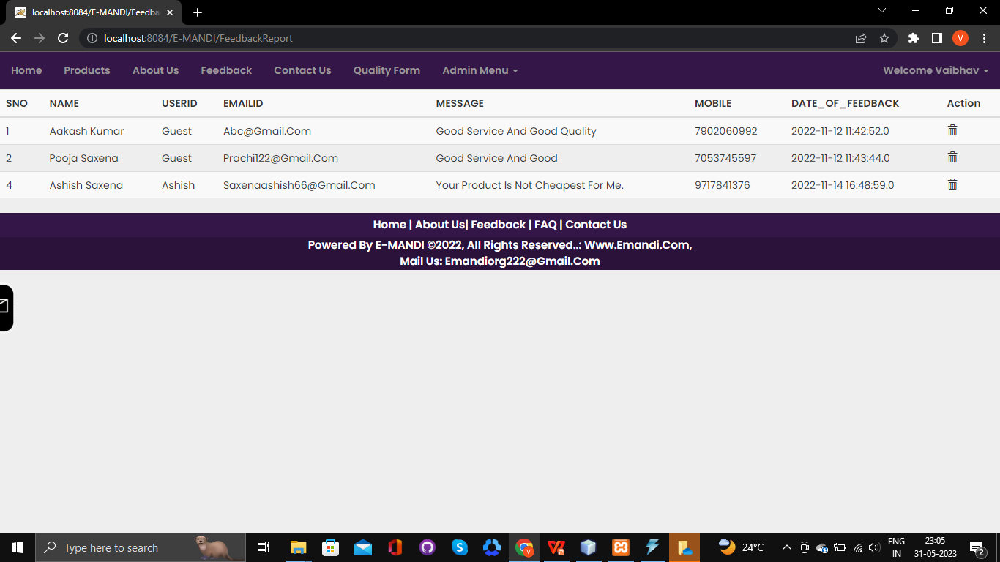 localhost:8084/E-MANDI/Feedba
localhost:8084/E-MANDI/FeedbackReport
V
Home Products About Us Feedback Contact Us Quality Form Admin Menu Welcome Vaibhav
SNO NAME USERID EMAILID MESSAGE MOBILE DATE_OF_FEEDBACK Action
1 Aakash Kumar Guest Abc@Gmail.Com Good Service And Good Quality 7902060992 2022-11-12 11:42:52.0
2 Pooja Saxena Guest Prachi122@Gmail.Com Good Service And Good 7053745597 2022-11-12 11:43:44.0
4 Ashish Saxena Ashish Saxenaashish66@Gmail.Com Your Product Is Not Cheapest For Me. 9717841376 2022-11-14 16:48:59.0
Home | About Us| Feedback | FAQ | Contact Us
Powered By E-MANDI ©2022, All Rights Reserved..: Www.Emandi.Com,
Mail Us: Emandiorg222@Gmail.Com
Type here to search
24°C
ENG
IN
23:05
31-05-2023
2